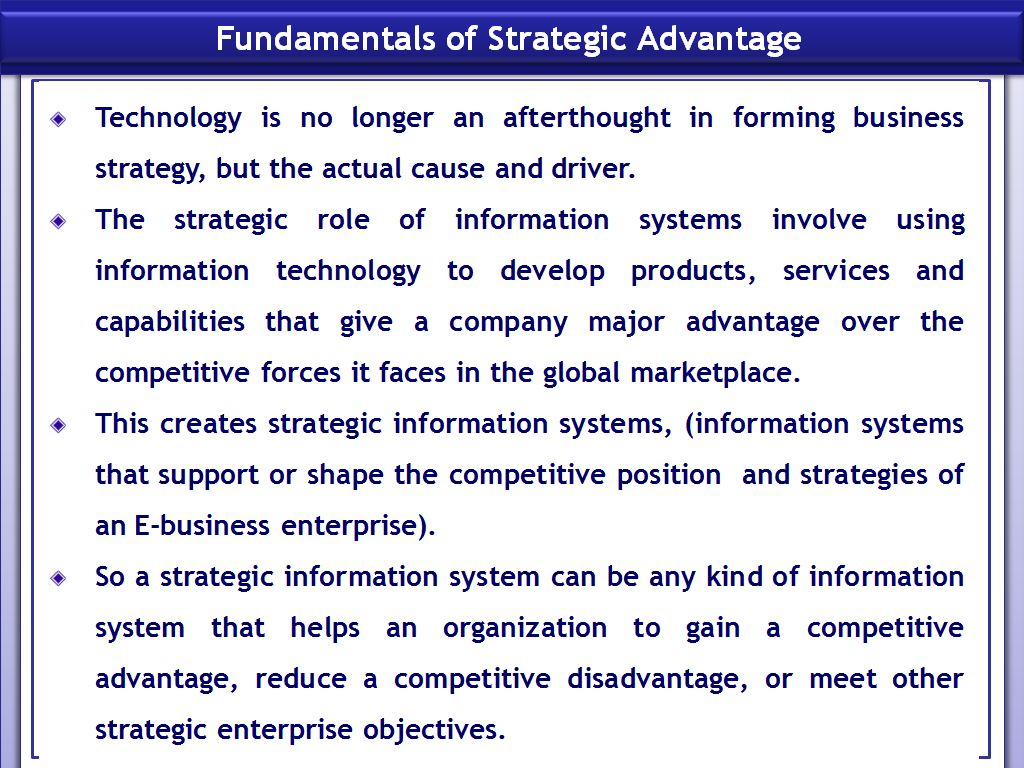 Fundamentals of Strategic Advantage
Technology is no longer an afterthought in forming business
strategy, but the actual cause and driver.
The strategic role of information systems involve using
information technology to develop products, services and
capabilities that give a company major advantage over the
competitive forces it faces in the global marketplace.
This creates strategic information systems, (information systems
that support or shape the competitive position and strategies of
an E-business enterprise).
So a strategic information system can be any kind of information
system that helps an organization to gain a competitive
advantage, reduce a competitive disadvantage, or meet other
strategic enterprise objectives.